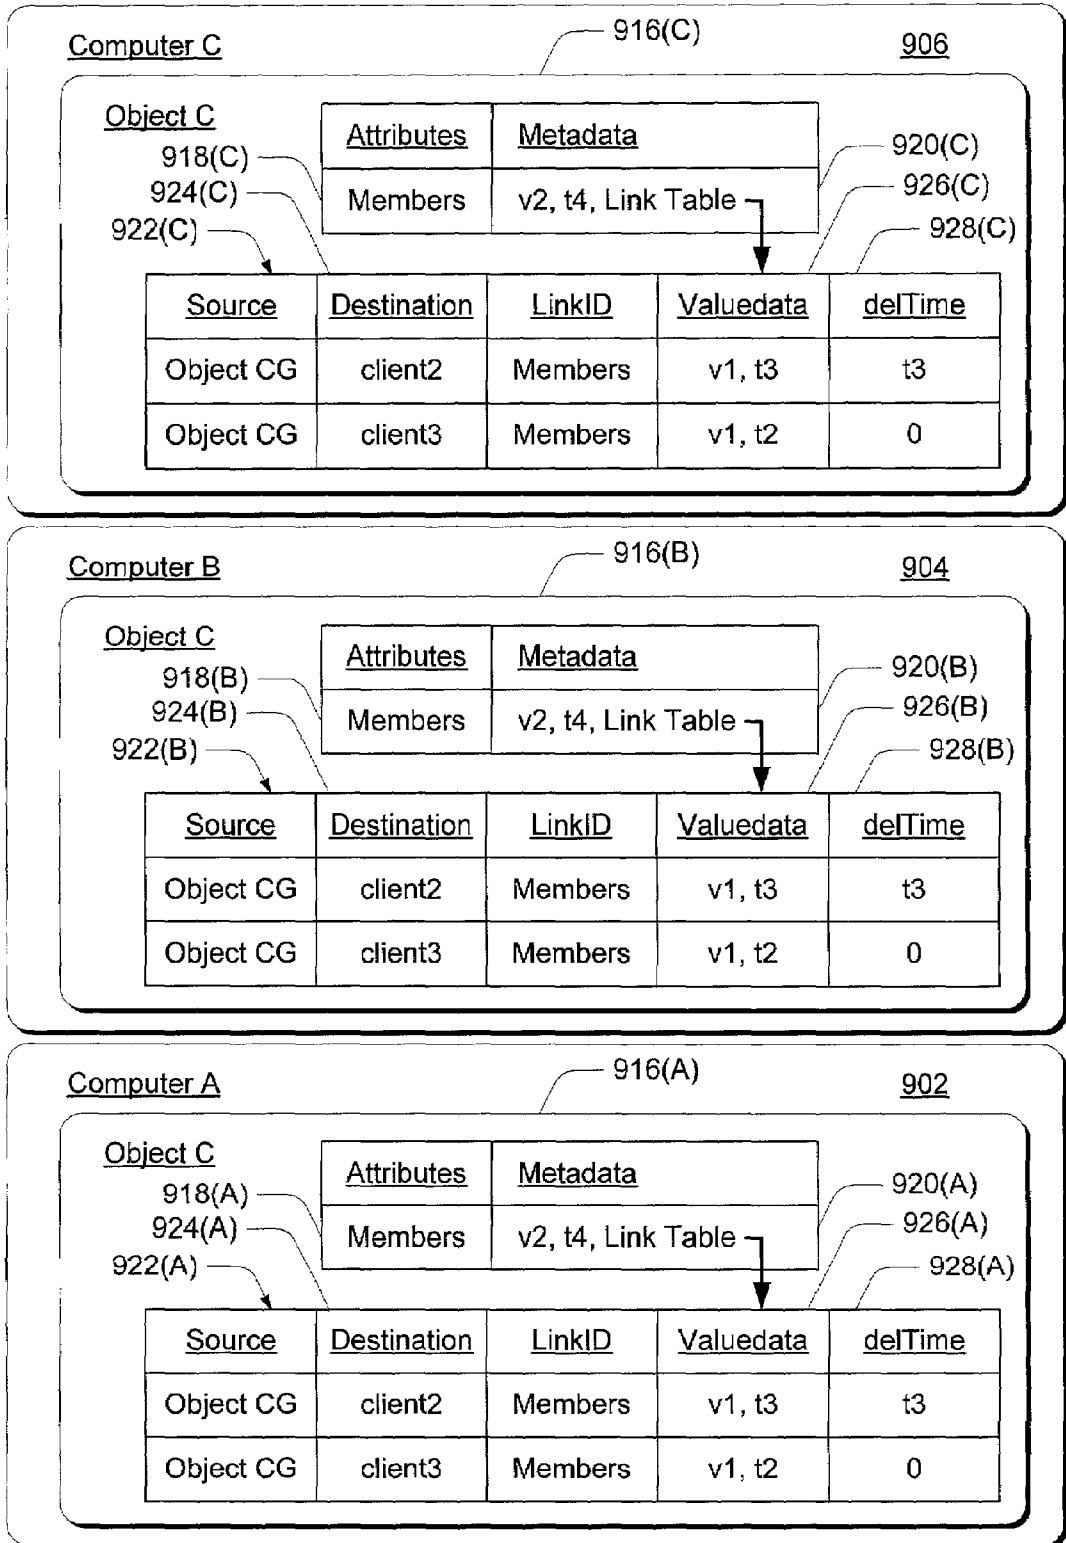 Computer C 916(C) 906
Object C
918(C)
924(C)
922(C)
Attributes Metadata
Members v2, t4, Link Table
920(C)
926(C)
928(C)
Source Destination LinkID Valuedata delTime
Object CG client2 Members v1, t3 t3
Object CG client3 Members v1, t2 0
Computer B 916(B) 904
Object C
918(B)
924(B)
922(B)
Attributes Metadata
Members v2, t4, Link Table
920(B)
926(B)
928(B)
Source Destination LinkID Valuedata delTime
Object CG client2 Members v1, t3 t3
Object CG client3 Members v1, t2 0
Computer A 916(A) 902
Object C
918(A)
924(A)
922(A)
Attributes Metadata
Members v2, t4, Link Table
920(A)
926(A)
928(A)
Source Destination LinkID Valuedata delTime
Object CG client2 Members v1, t3 t3
Object CG client3 Members v1, t2 0